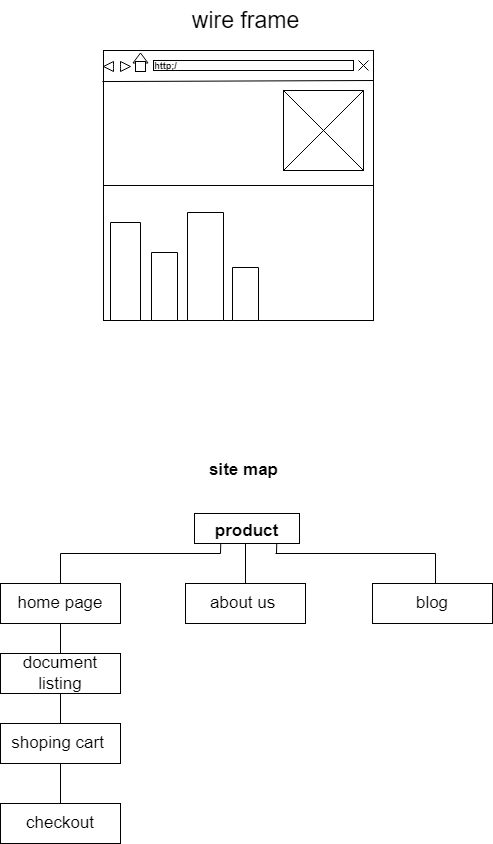 wire frame
http:/
site map
product
home page
about us
blog
document
listing
shoping cart
checkout